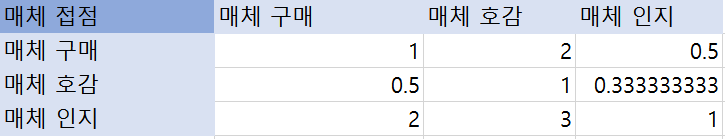 매체 접점 매체 구매 매체 호감 매체 인지
매체 구매 1 2 0.5
매체 호감 0.5 1 0.333333333
매체 인지 2 3 1